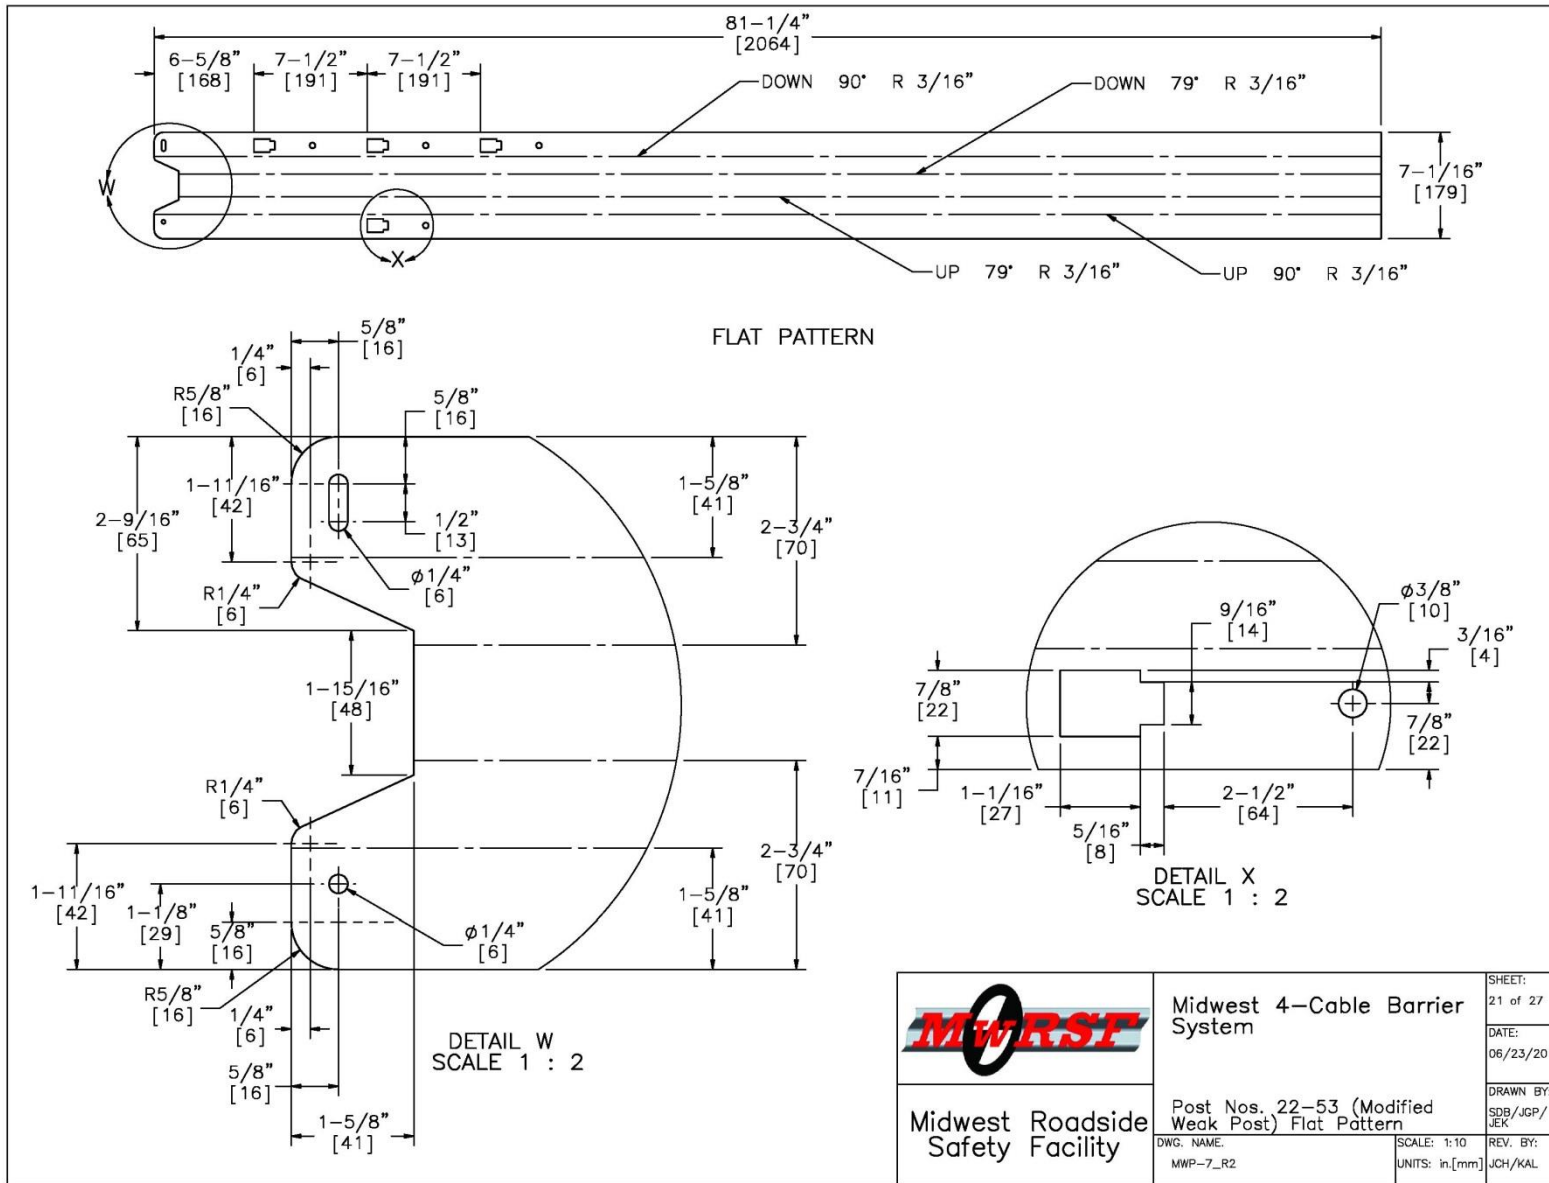 81-1/4"
[2064]
6-5/8"
[168]
7-1/2"
[191]
7-1/2"
[191]
DOWN 90° R 3/16"
DOWN 79° R 3/16"
7-1/16"
[179]
W
X
UP 79° R 3/16"
UP 90° R 3/16"
FLAT PATTERN
5/8"
[16]
1/4"
[6]
R5/8"
[16]
5/8"
[16]
1-11/16"
[42]
2-9/16"
[65]
1/2"
[13]
1-5/8"
[41]
2-3/4"
[70]
ø1/4"
[6]
R1/4"
[6]
1-15/16"
[48]
R1/4"
[6]
1-11/16"
[42]
1-1/8"
[29]
5/8"
[16]
ø1/4"
[6]
1-5/8"
[41]
2-3/4"
[70]
R5/8"
[16]
1/4"
[6]
5/8"
[16]
1-5/8"
[41]
DETAIL W
SCALE 1 : 2
9/16"
[14]
ø3/8"
[10]
3/16"
[4]
7/8"
[22]
7/8"
[22]
7/16"
[11]
1-1/16"
[27]
5/16"
[8]
2-1/2"
[64]
DETAIL X
SCALE 1 : 2
MwRSF
Midwest Roadside
Safety Facility
Midwest 4-Cable Barrier
System
Post Nos. 22-53 (Modified
Weak Post) Flat Pattern
DWG. NAME.
MWP-7_R2
SCALE: 1:10
UNITS: in.[mm]
SHEET:
21 of 27
DATE:
06/23/20
DRAWN BY:
SDB/JGP/
JEK
REV. BY:
JCH/KAL